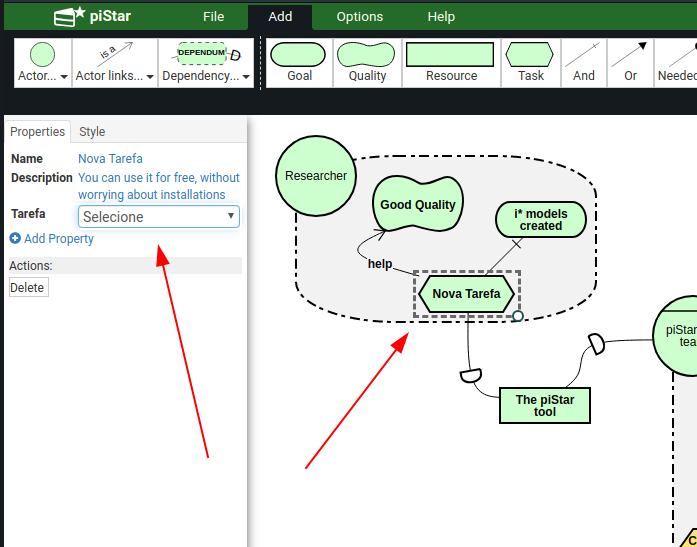 piStar
File
Add
Options
Help
is a
DEPENDUM
D
Actor...
Actor links...
Dependency...
Goal
Quality
Resource
Task
And
Or
Properties
Style
Name
Nova Tarefa
Description
You can use it for free, without
worrying about installations
Tarefa
Selecione
Add Property
Actions:
Delete
Researcher
Good Quality
i* models
created
help
Nova Tarefa
The piStar
tool
piStar
tea
C